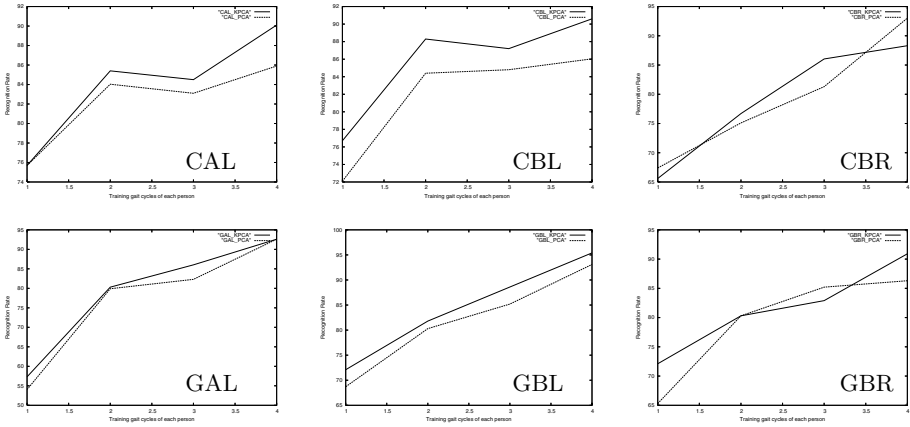 "CAL_KPCA"
"CAL_PCA"
92
90
88
86
84
82
80
78
76
74
Recognition Rate
CAL
1 1.5 2 2.5 3 3.5 4
Training gait cycles of each person
"CBL_KPCA"
"CBL_PCA"
92
90
88
86
84
82
80
78
76
74
72
Recognition Rate
CBL
1 1.5 2 2.5 3 3.5 4
Training gait cycles of each person
"CBR_KPCA"
"CBR_PCA"
95
90
85
80
75
70
65
Recognition Rate
CBR
1 1.5 2 2.5 3 3.5 4
Training gait cycles of each person
"GAL_KPCA"
"GAL_PCA"
95
90
85
80
75
70
65
60
55
50
Recognition Rate
GAL
1 1.5 2 2.5 3 3.5 4
Training gait cycles of each person
"GBL_KPCA"
"GBL_PCA"
100
95
90
85
80
75
70
65
Recognition Rate
GBL
1 1.5 2 2.5 3 3.5 4
Training gait cycles of each person
"GBR_KPCA"
"GBR_PCA"
95
90
85
80
75
70
65
Recognition Rate
GBR
1 1.5 2 2.5 3 3.5 4
Training gait cycles of each person